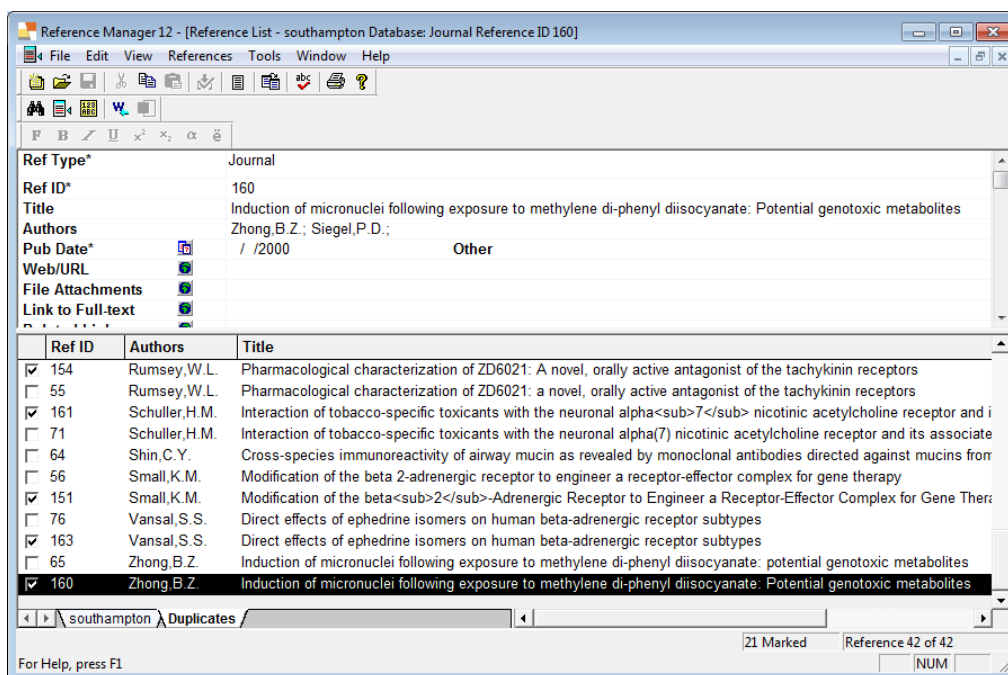 Reference Manager 12 - [Reference List - southampton Database: Journal Reference ID 160]
File Edit View References Tools Window Help
F B I U x² x₂ α ë
Ref Type* Journal
Ref ID* 160
Title Induction of micronuclei following exposure to methylene di-phenyl diisocyanate: Potential genotoxic metabolites
Authors Zhong,B.Z.; Siegel,P.D.;
Pub Date* / /2000 Other
Web/URL
File Attachments
Link to Full-text
Ref ID Authors Title
154 Rumsey,W.L. Pharmacological characterization of ZD6021: A novel, orally active antagonist of the tachykinin receptors
55 Rumsey,W.L. Pharmacological characterization of ZD6021: a novel, orally active antagonist of the tachykinin receptors
161 Schuller,H.M. Interaction of tobacco-specific toxicants with the neuronal alpha<sub>7</sub> nicotinic acetylcholine receptor and i
71 Schuller,H.M. Interaction of tobacco-specific toxicants with the neuronal alpha(7) nicotinic acetylcholine receptor and its associate
64 Shin,C.Y. Cross-species immunoreactivity of airway mucin as revealed by monoclonal antibodies directed against mucins from
56 Small,K.M. Modification of the beta 2-adrenergic receptor to engineer a receptor-effector complex for gene therapy
151 Small,K.M. Modification of the beta<sub>2</sub>-Adrenergic Receptor to Engineer a Receptor-Effector Complex for Gene Thera
76 Vansal,S.S. Direct effects of ephedrine isomers on human beta-adrenergic receptor subtypes
163 Vansal,S.S. Direct effects of ephedrine isomers on human beta-adrenergic receptor subtypes
65 Zhong,B.Z. Induction of micronuclei following exposure to methylene di-phenyl diisocyanate: potential genotoxic metabolites
160 Zhong,B.Z. Induction of micronuclei following exposure to methylene di-phenyl diisocyanate: Potential genotoxic metabolites
southampton Duplicates
21 Marked Reference 42 of 42
For Help, press F1 NUM